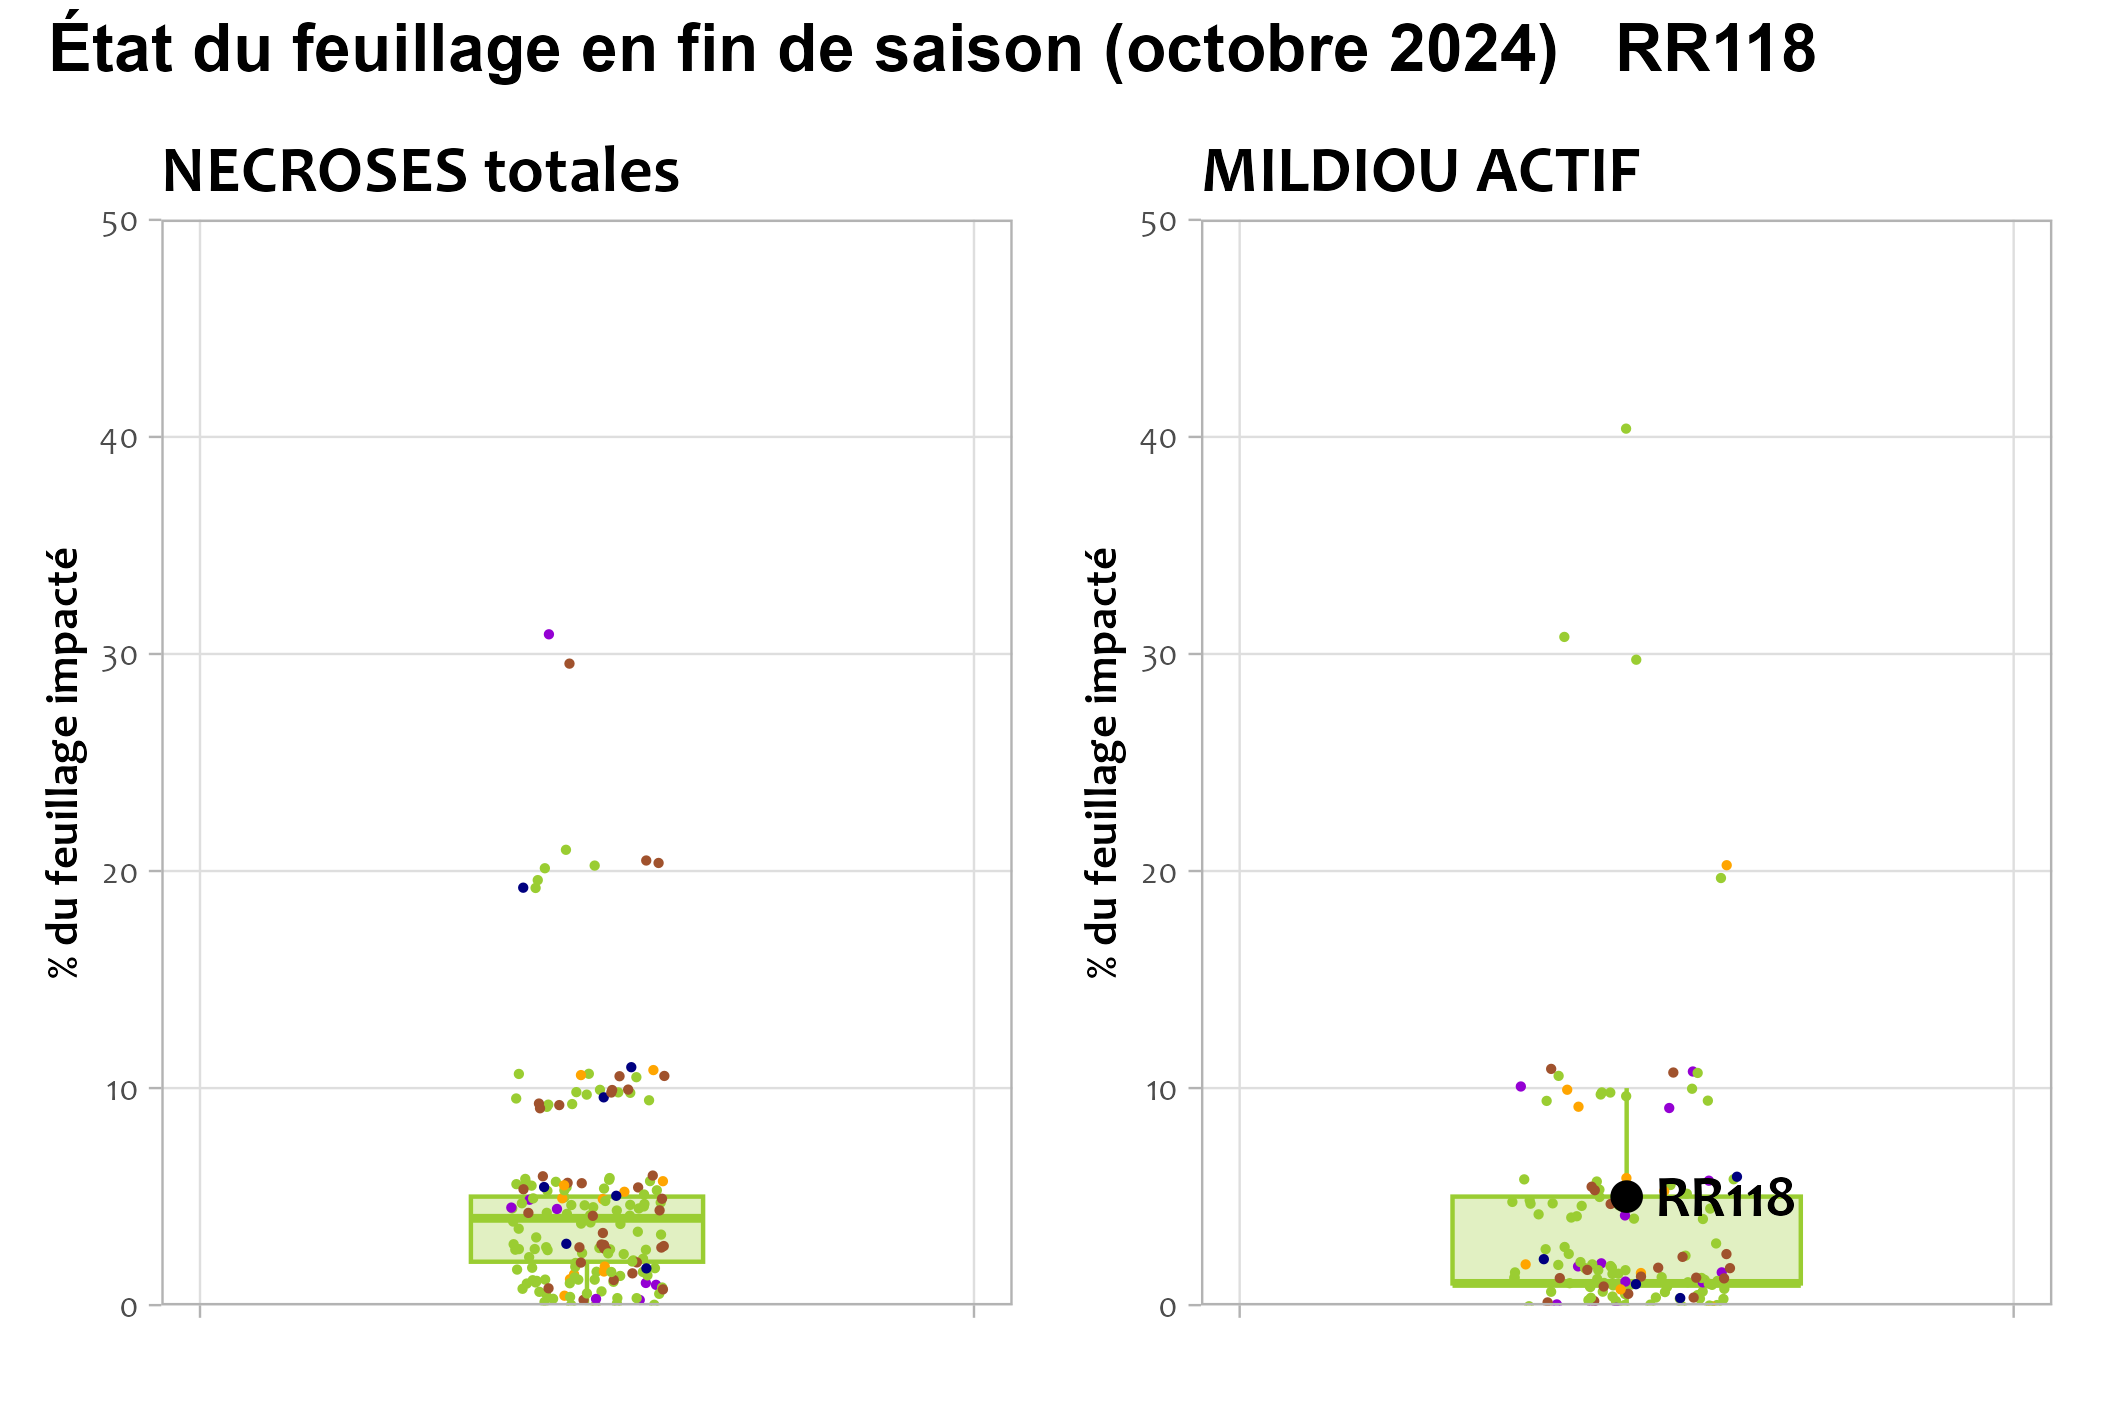 État du feuillage en fin de saison (octobre 2024) RR118
NECROSES totales
% du feuillage impacté
50
40
30
20
10
0
MILDIOU ACTIF
% du feuillage impacté
50
40
30
20
10
0
RR118